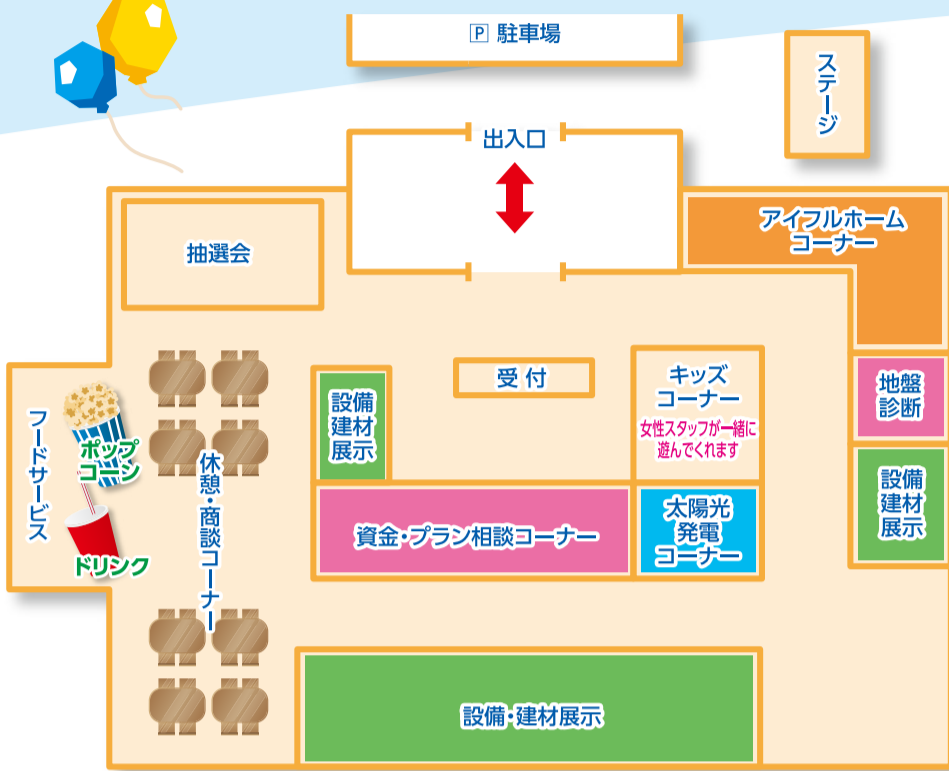 P 駐車場
ステージ
出入口
アイフルホーム
コーナー
抽選会
受付
キッズ
コーナー
女性スタッフが一緒に
遊んでくれます
地盤
診断
設備
建材
展示
フードサービス
ポップ
コーン
ドリンク
休憩・商談コーナー
資金・プラン相談コーナー
太陽光
発電
コーナー
設備
建材
展示
設備・建材展示